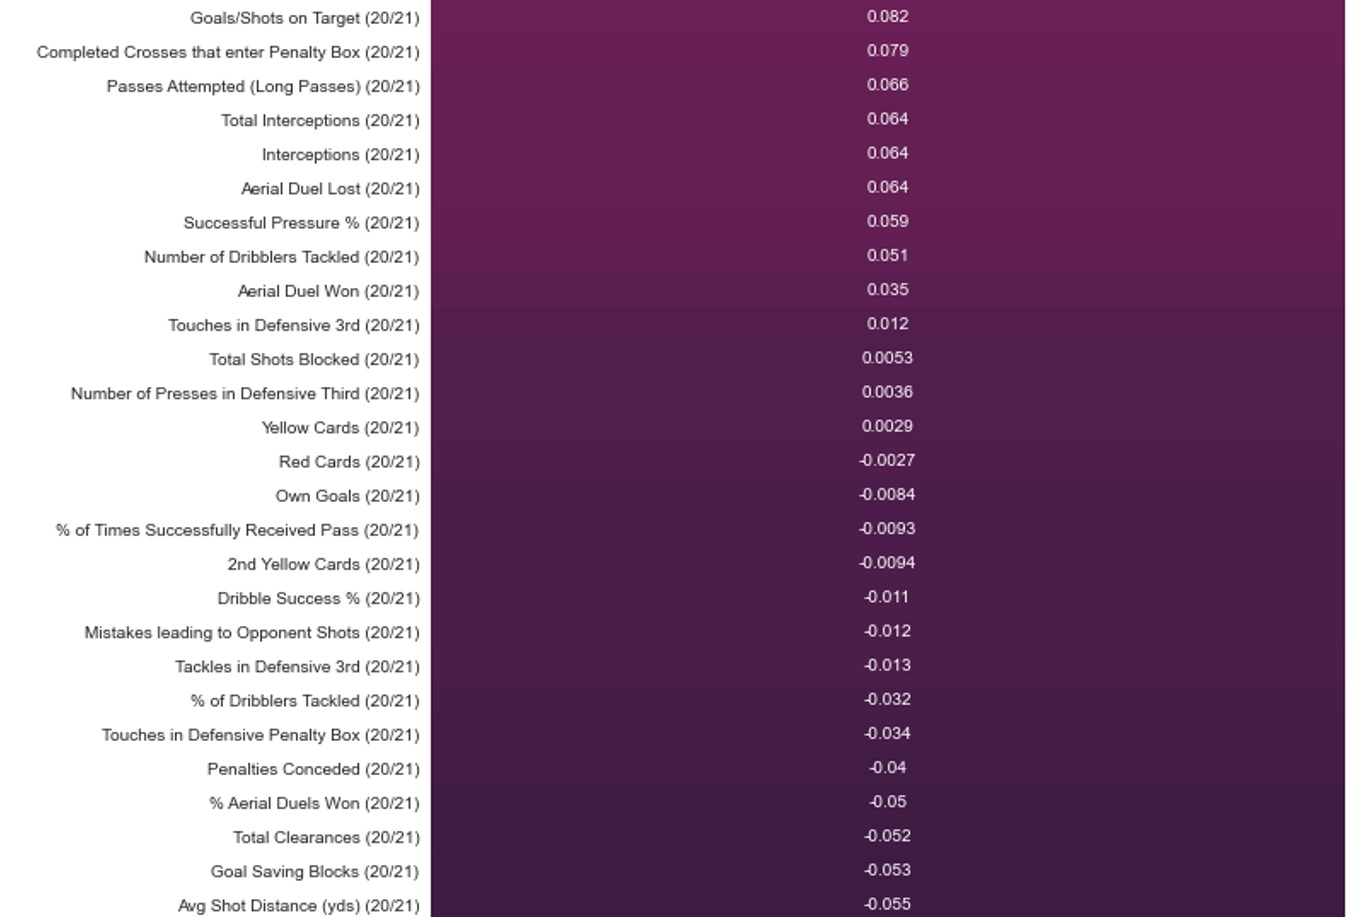 Goals/Shots on Target (20/21) 0.082
Completed Crosses that enter Penalty Box (20/21) 0.079
Passes Attempted (Long Passes) (20/21) 0.066
Total Interceptions (20/21) 0.064
Interceptions (20/21) 0.064
Aerial Duel Lost (20/21) 0.064
Successful Pressure % (20/21) 0.059
Number of Dribblers Tackled (20/21) 0.051
Aerial Duel Won (20/21) 0.035
Touches in Defensive 3rd (20/21) 0.012
Total Shots Blocked (20/21) 0.0053
Number of Presses in Defensive Third (20/21) 0.0036
Yellow Cards (20/21) 0.0029
Red Cards (20/21) -0.0027
Own Goals (20/21) -0.0084
% of Times Successfully Received Pass (20/21) -0.0093
2nd Yellow Cards (20/21) -0.0094
Dribble Success % (20/21) -0.011
Mistakes leading to Opponent Shots (20/21) -0.012
Tackles in Defensive 3rd (20/21) -0.013
% of Dribblers Tackled (20/21) -0.032
Touches in Defensive Penalty Box (20/21) -0.034
Penalties Conceded (20/21) -0.04
% Aerial Duels Won (20/21) -0.05
Total Clearances (20/21) -0.052
Goal Saving Blocks (20/21) -0.053
Avg Shot Distance (yds) (20/21) -0.055